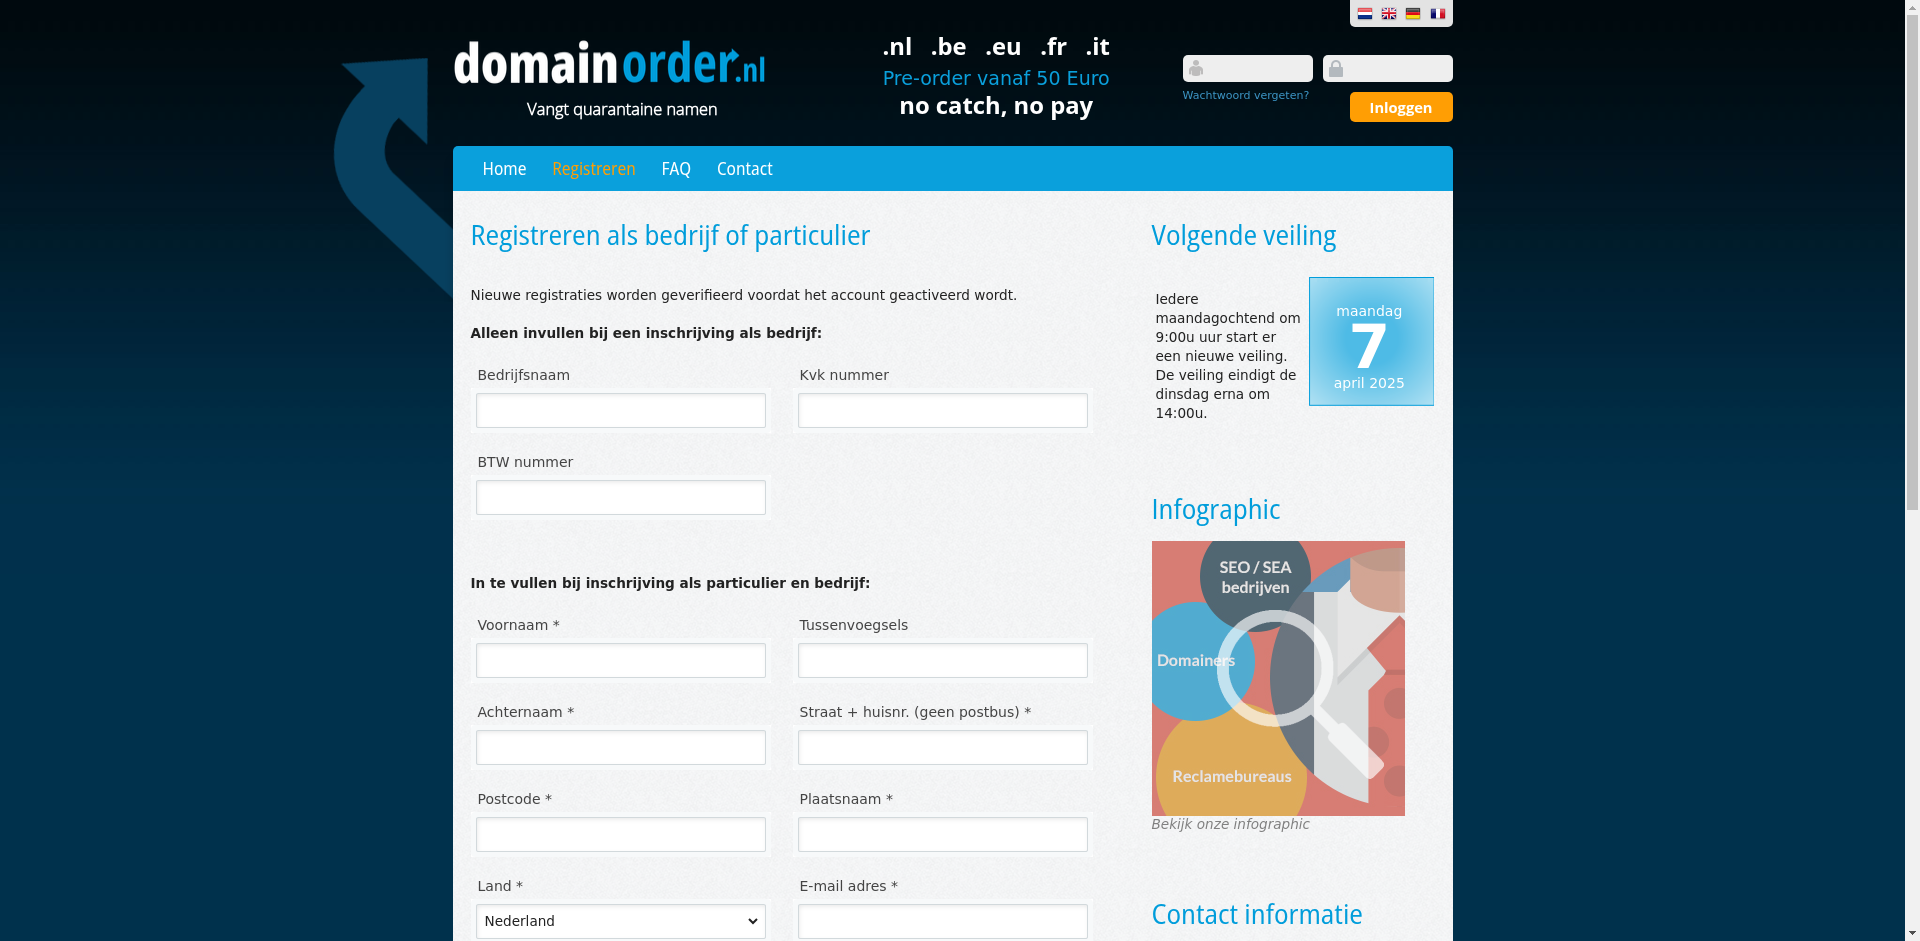 domainorder.nl
Vangt quarantaine namen
.nl .be .eu .fr .it
Pre-order vanaf 50 Euro
no catch, no pay
Wachtwoord vergeten?
Inloggen
Home Registreren FAQ Contact
Registreren als bedrijf of particulier
Nieuwe registraties worden geverifieerd voordat het account geactiveerd wordt.
Alleen invullen bij een inschrijving als bedrijf:
Bedrijfsnaam Kvk nummer
BTW nummer
In te vullen bij inschrijving als particulier en bedrijf:
Voornaam * Tussenvoegsels
Achternaam * Straat + huisnr. (geen postbus) *
Postcode * Plaatsnaam *
Land * E-mail adres *
Nederland
Volgende veiling
Iedere
maandagochtend om
9:00u uur start er
een nieuwe veiling.
De veiling eindigt de
dinsdag erna om
14:00u.
maandag
7
april 2025
Infographic
SEO / SEA
bedrijven
Domainers
Reclamebureaus
Bekijk onze infographic
Contact informatie